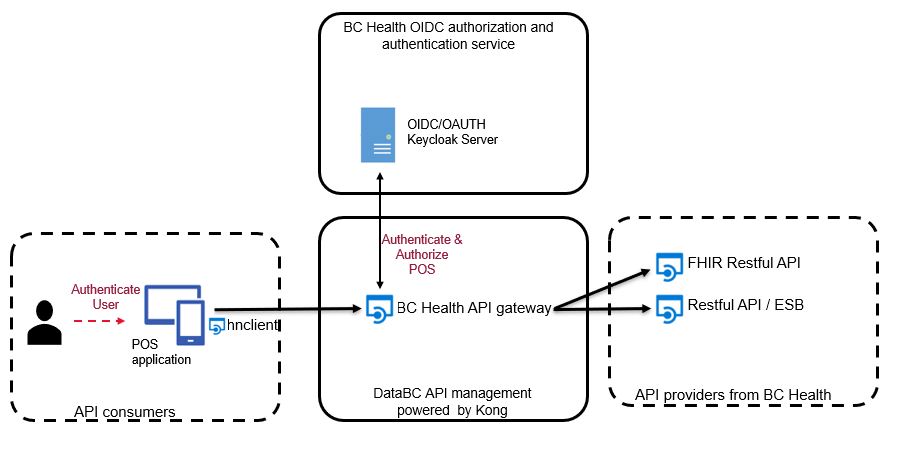 BC Health OIDC authorization and
authentication service
OIDC/OAUTH
Keycloak Server
Authenticate &
Authorize
POS
Authenticate
User
POS
application
hnclient
API consumers
BC Health API gateway
DataBC API management
powered by Kong
FHIR Restful API
Restful API / ESB
API providers from BC Health